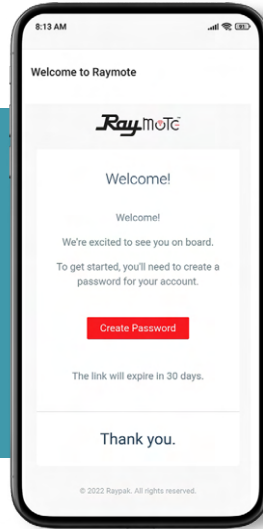 8:13 AM
Welcome to Raymote
RayMOTE
Welcome!
Welcome!
We're excited to see you on board.
To get started, you'll need to create a
password for your account.
Create Password
The link will expire in 30 days.
Thank you.
© 2022 Raypak. All rights reserved.